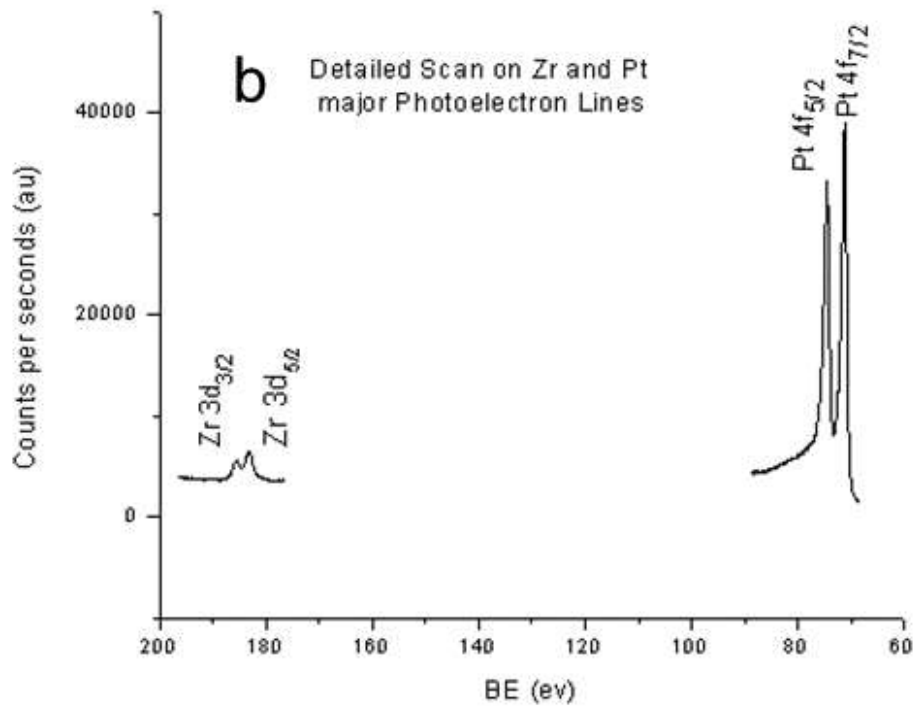 b
Detailed Scan on Zr and Pt
major Photoelectron Lines
Pt 4f5/2
Pt 4f7/2
Zr 3d3/2
Zr 3d5/2
Counts per seconds (au)
40000
20000
0
200
180
160
140
120
100
80
60
BE (ev)